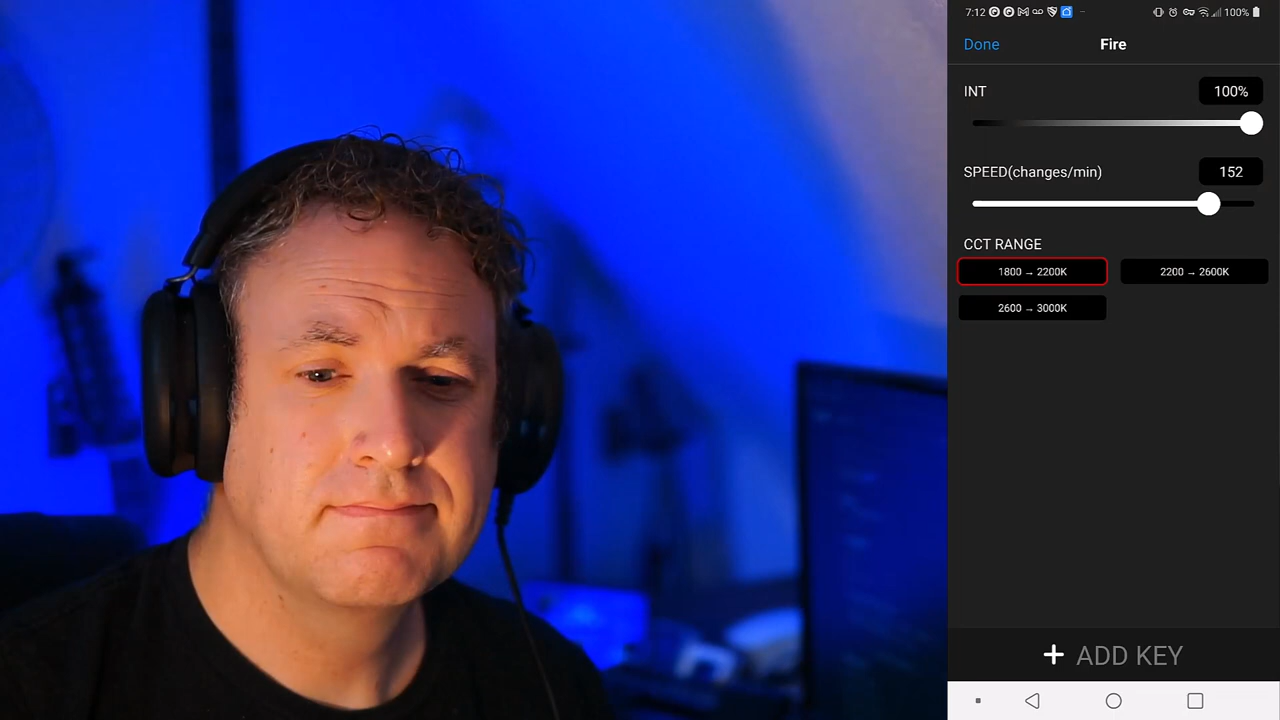 7:12 100%
Done Fire
INT 100%
SPEED(changes/min) 152
CCT RANGE
1800 → 2200K 2200 → 2600K
2600 → 3000K
+ ADD KEY